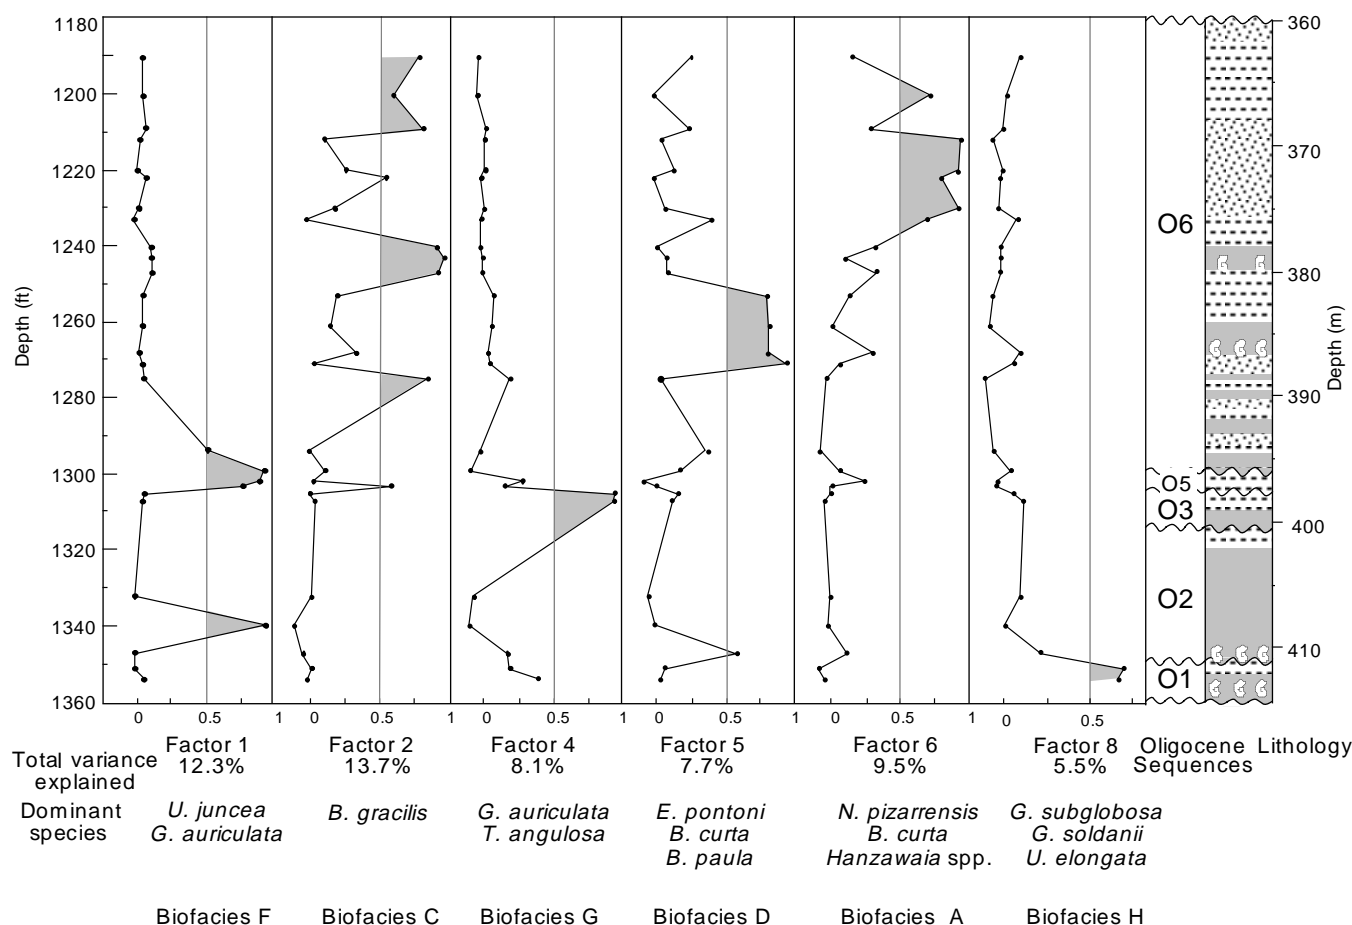 1180
1200
1220
1240
1260
1280
1300
1320
1340
1360
Depth (ft)
0 0.5 1
0 0.5 1
0 0.5 1
0 0.5 1
0 0.5 1
0 0.5
O6
O5
O3
O2
O1
360 m
370
380
390
400
410
Depth (m)
Factor 1 Factor 2 Factor 4 Factor 5 Factor 6 Factor 8 Oligocene Lithology
Total variance 12.3% 13.7% 8.1% 7.7% 9.5% 5.5% Sequences
explained
Dominant U. juncea B. gracilis G. auriculata E. pontoni N. pizarrensis G. subglobosa
species G. auriculata T. angulosa B. curta B. curta G. soldanii
B. paula Hanzawaia spp. U. elongata
Biofacies F Biofacies C Biofacies G Biofacies D Biofacies A Biofacies H